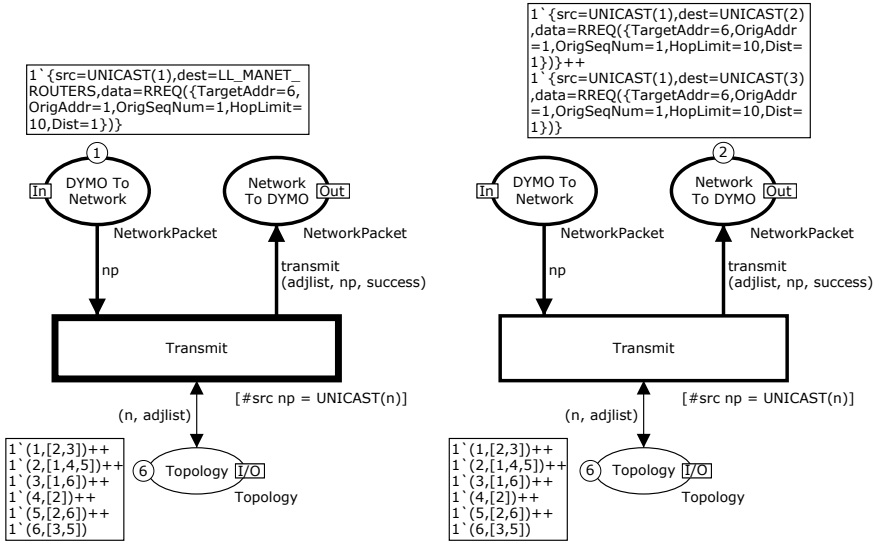 1`{src=UNICAST(1),dest=LL_MANET_
ROUTERS,data=RREQ({TargetAddr=6,
OrigAddr=1,OrigSeqNum=1,HopLimit=
10,Dist=1})}
1
In
DYMO To
Network
NetworkPacket
Network
To DYMO
Out
NetworkPacket
np
transmit
(adjlist, np, success)
Transmit
[#src np = UNICAST(n)]
(n, adjlist)
1`(1,[2,3])++
1`(2,[1,4,5])++
1`(3,[1,6])++
1`(4,[2])++
1`(5,[2,6])++
1`(6,[3,5])
6
Topology
I/O
Topology
1`{src=UNICAST(1),dest=UNICAST(2)
,data=RREQ({TargetAddr=6,OrigAddr
=1,OrigSeqNum=1,HopLimit=10,Dist=
1})}++
1`{src=UNICAST(1),dest=UNICAST(3)
,data=RREQ({TargetAddr=6,OrigAddr
=1,OrigSeqNum=1,HopLimit=10,Dist=
1})}
In
DYMO To
Network
NetworkPacket
2
Network
To DYMO
Out
NetworkPacket
np
transmit
(adjlist, np, success)
Transmit
[#src np = UNICAST(n)]
(n, adjlist)
1`(1,[2,3])++
1`(2,[1,4,5])++
1`(3,[1,6])++
1`(4,[2])++
1`(5,[2,6])++
1`(6,[3,5])
6
Topology
I/O
Topology